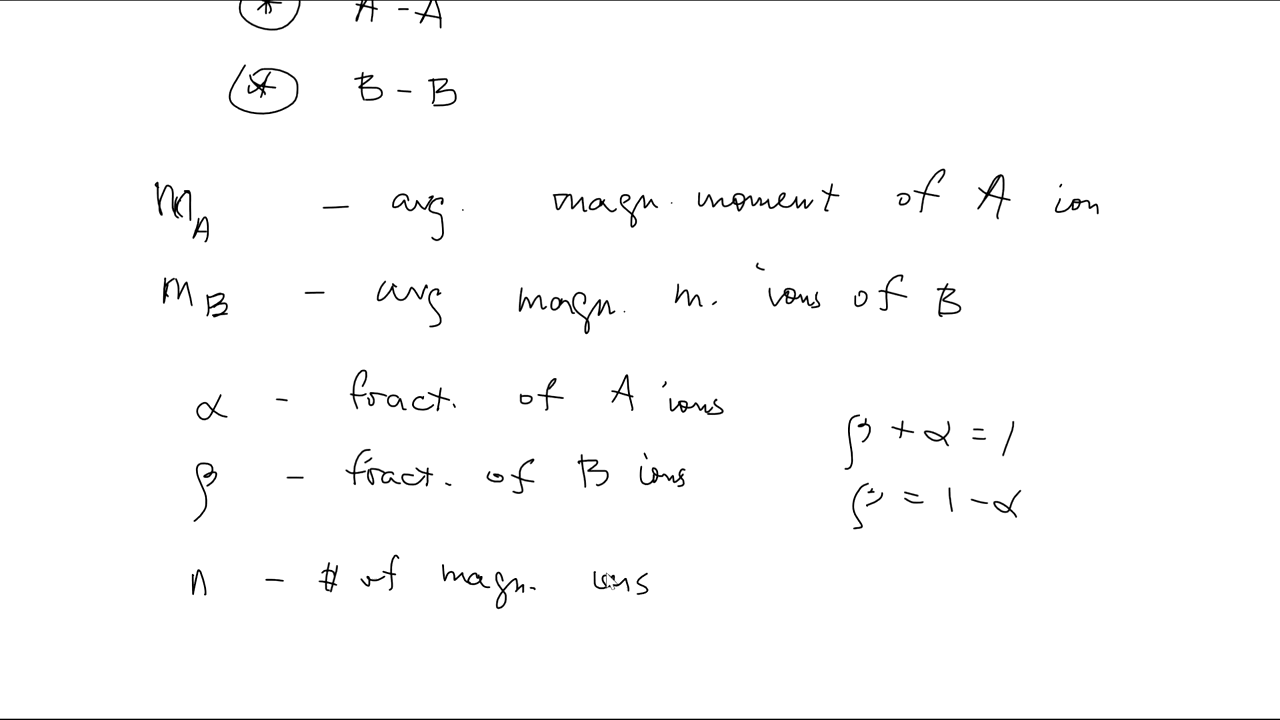 * A - A
* B - B
m_A - avg. magn. moment of A ion
m_B - avg magn. m. ions of B
α - fract. of A ions
β + α = 1
β - fract. of B ions
β = 1 - α
n - # of magn. ions